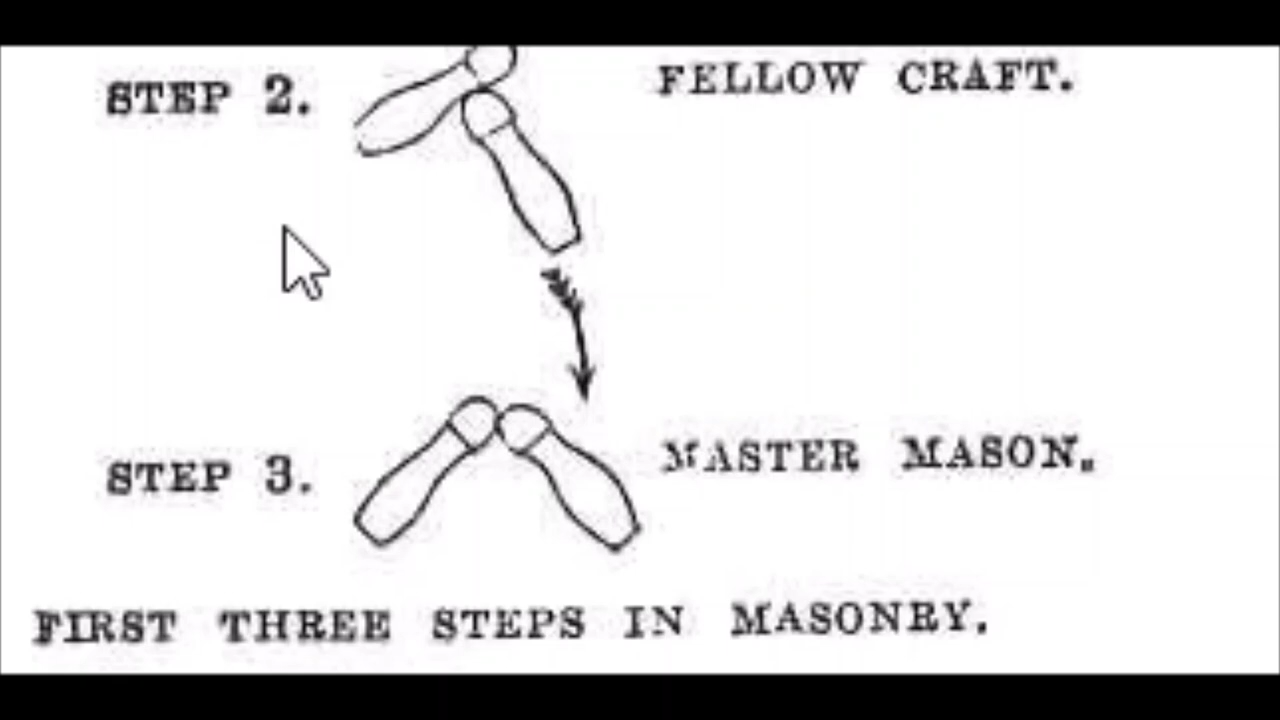 STEP 2. FELLOW CRAFT.
STEP 3. MASTER MASON.
FIRST THREE STEPS IN MASONRY.